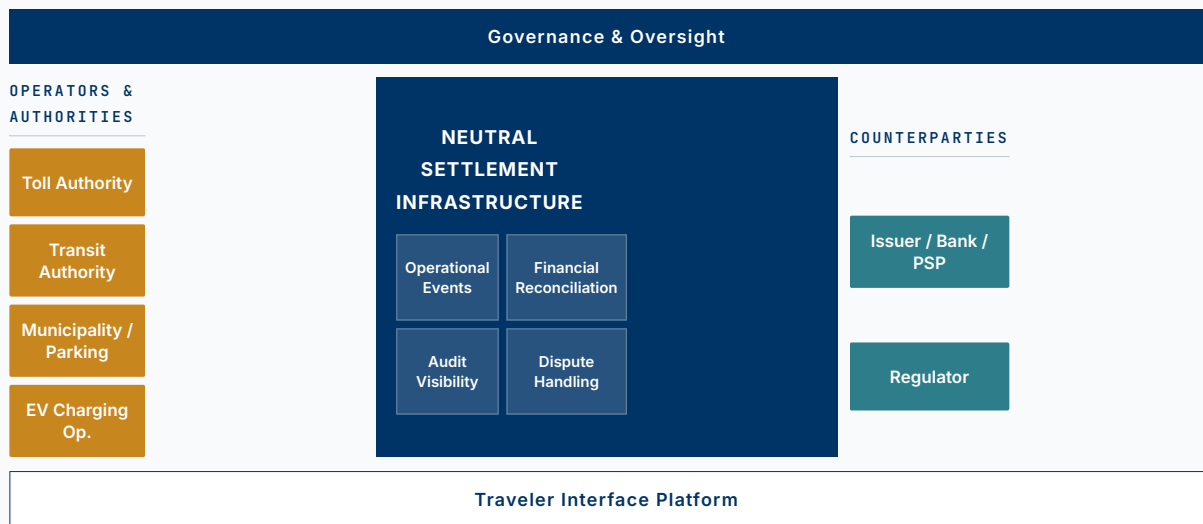 Governance & Oversight
OPERATORS &
AUTHORITIES
Toll Authority
Transit
Authority
Municipality /
Parking
EV Charging
Op.
NEUTRAL
SETTLEMENT
INFRASTRUCTURE
Operational
Events
Financial
Reconciliation
Audit
Visibility
Dispute
Handling
COUNTERPARTIES
Issuer / Bank /
PSP
Regulator
Traveler Interface Platform